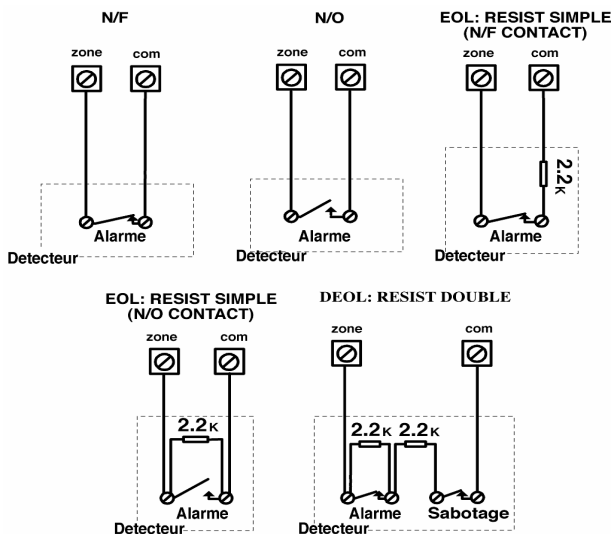 N/F
zone com
Alarme
Detecteur
N/O
zone com
Alarme
Detecteur
EOL: RESIST SIMPLE
(N/F CONTACT)
zone com
2.2K
Alarme
Detecteur
EOL: RESIST SIMPLE
(N/O CONTACT)
zone com
2.2K
Alarme
Detecteur
DEOL: RESIST DOUBLE
zone com
2.2K 2.2K
Alarme Sabotage
Detecteur